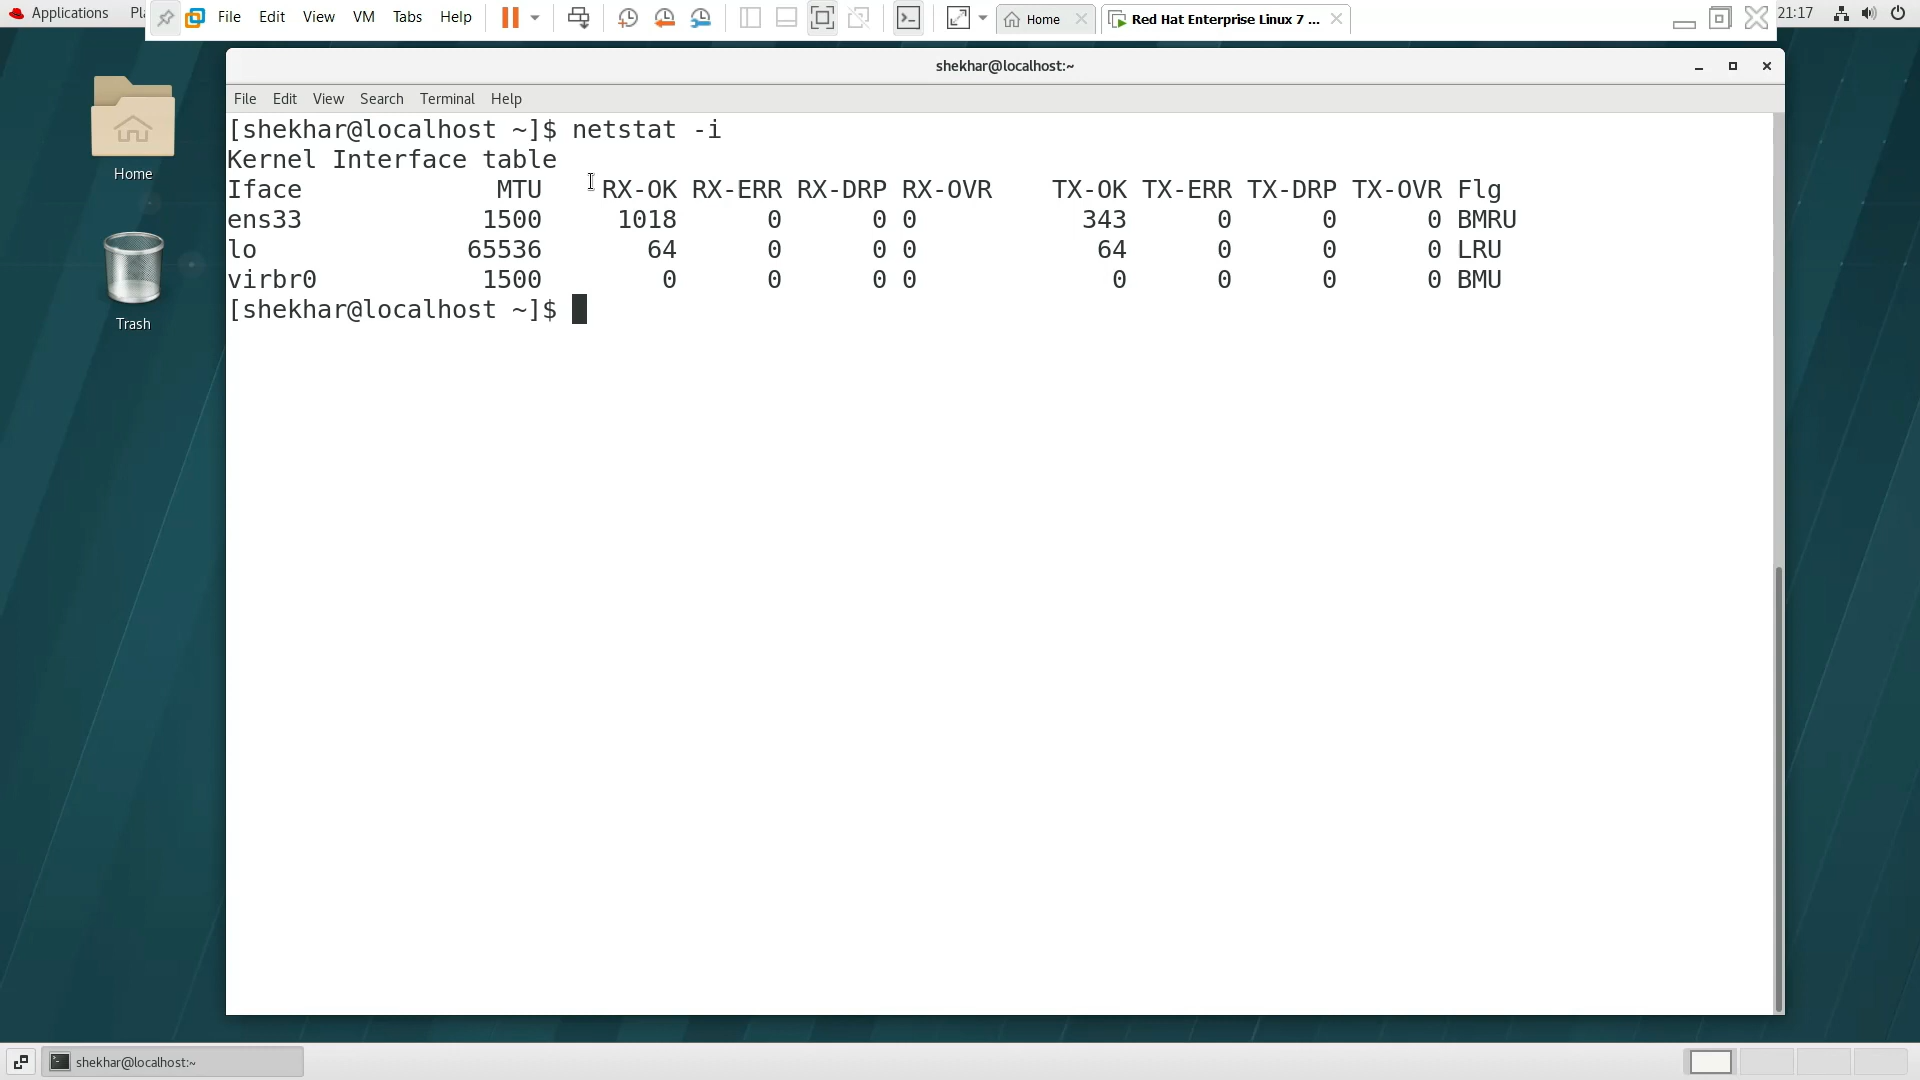 Applications Pl File Edit View VM Tabs Help Home Red Hat Enterprise Linux 7 ... 21:17
shekhar@localhost:~
File Edit View Search Terminal Help
[shekhar@localhost ~]$ netstat -i
Kernel Interface table
Iface MTU RX-OK RX-ERR RX-DRP RX-OVR TX-OK TX-ERR TX-DRP TX-OVR Flg
ens33 1500 1018 0 0 0 343 0 0 0 BMRU
lo 65536 64 0 0 0 64 0 0 0 LRU
virbr0 1500 0 0 0 0 0 0 0 0 BMU
[shekhar@localhost ~]$
Home
Trash
shekhar@localhost:~